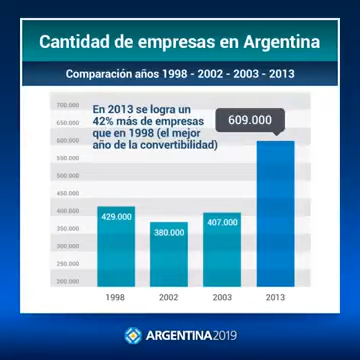 Cantidad de empresas en Argentina
Comparación años 1998 - 2002 - 2003 - 2013
En 2013 se logra un
42% más de empresas
que en 1998 (el mejor
año de la convertibilidad)
609.000
700.000
650.000
600.000
550.000
500.000
450.000
400.000
350.000
300.000
250.000
200.000
429.000
380.000
407.000
1998
2002
2003
2013
ARGENTINA2019